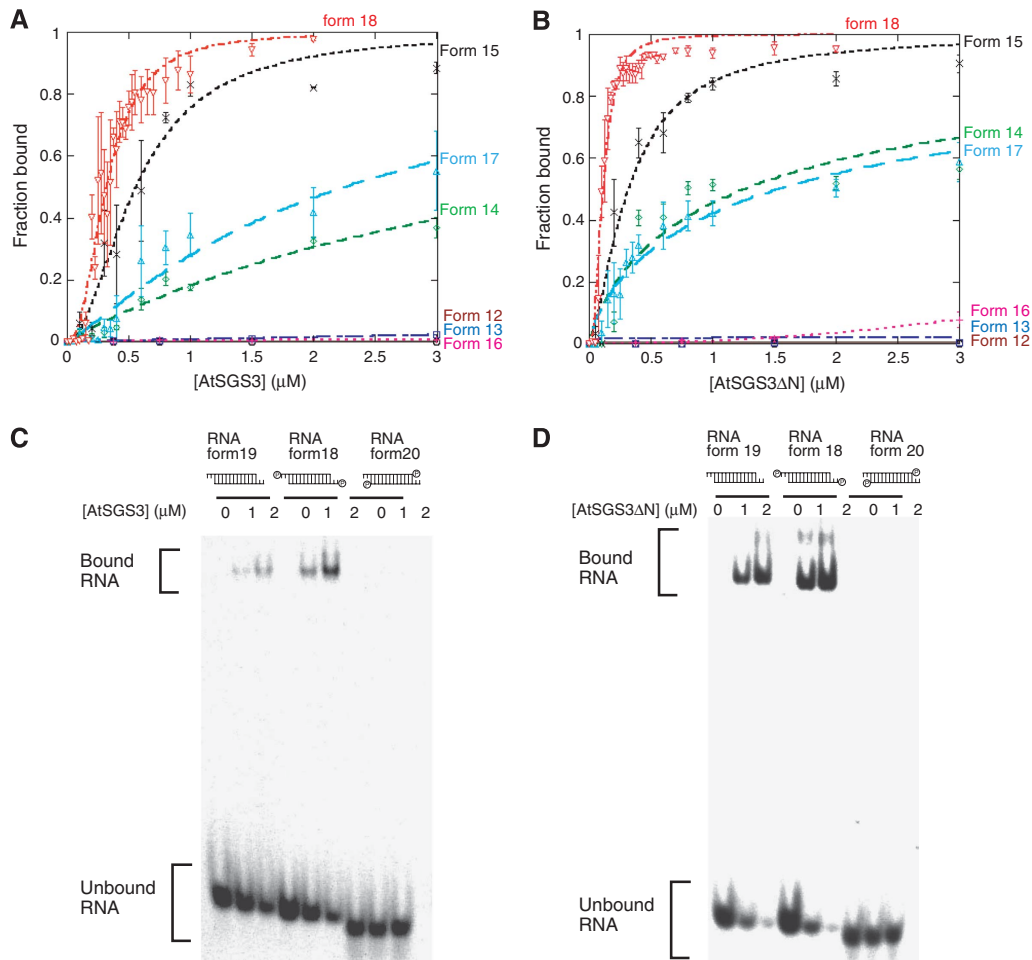 A
form 18
1
0.8
0.6
0.4
0.2
0
Fraction bound
Form 15
Form 17
Form 14
Form 12
Form 13
Form 16
0 0.5 1 1.5 2 2.5 3
[AtSGS3] (μM)
B
form 18
1
0.8
0.6
0.4
0.2
0
Fraction bound
Form 15
Form 14
Form 17
Form 16
Form 13
Form 12
0 0.5 1 1.5 2 2.5 3
[AtSGS3ΔN] (μM)
C
RNA RNA RNA
form19 form18 form20
P P P P
[AtSGS3] (μM) 0 1 2 0 1 2 0 1 2
Bound
RNA
Unbound
RNA
D
RNA RNA RNA
form 19 form 18 form 20
P P P P
[AtSGS3ΔN] (μM) 0 1 2 0 1 2 0 1 2
Bound
RNA
Unbound
RNA